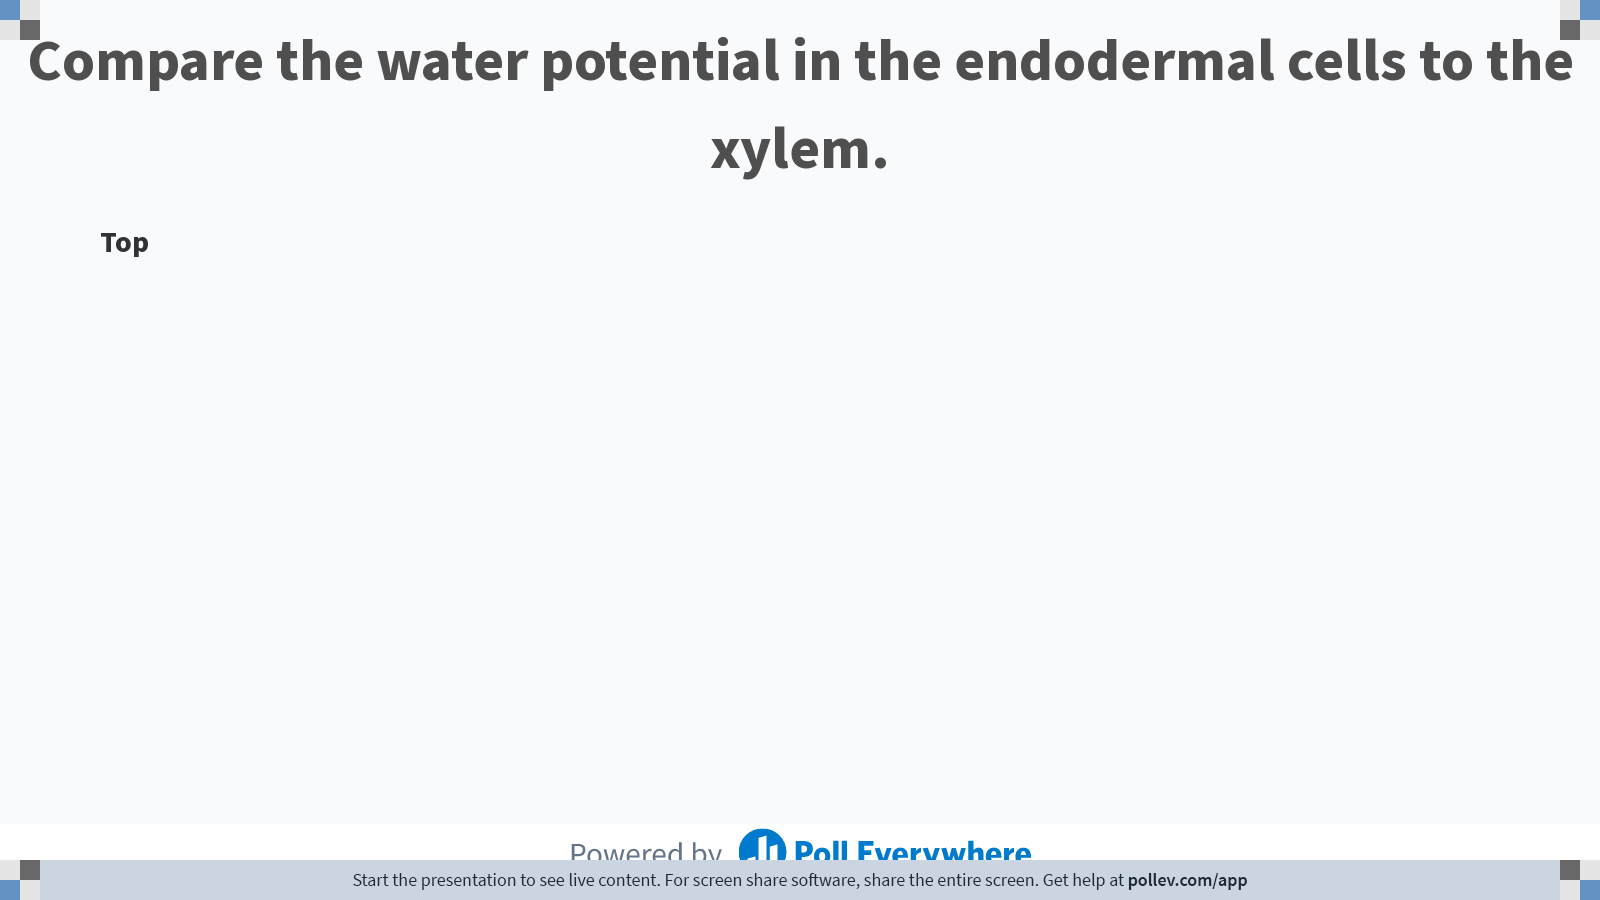 Compare the water potential in the endodermal cells to the
xylem.
Top
Powered by Poll Everywhere
Start the presentation to see live content. For screen share software, share the entire screen. Get help at pollev.com/app